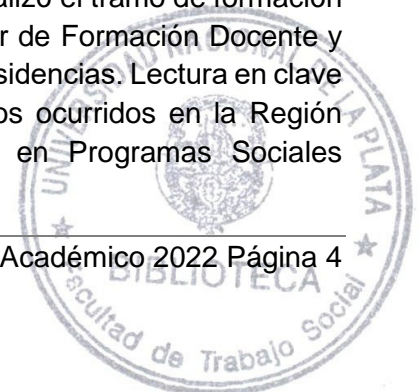 alizó el tramo de formación
r de Formación Docente y
sidencias. Lectura en clave
os ocurridos en la Región
en Programas Sociales
Académico 2022 Página 4
UNIVERSIDAD NACIONAL DE LA PLATA
BIBLIOTECA
Facultad de Trabajo Social